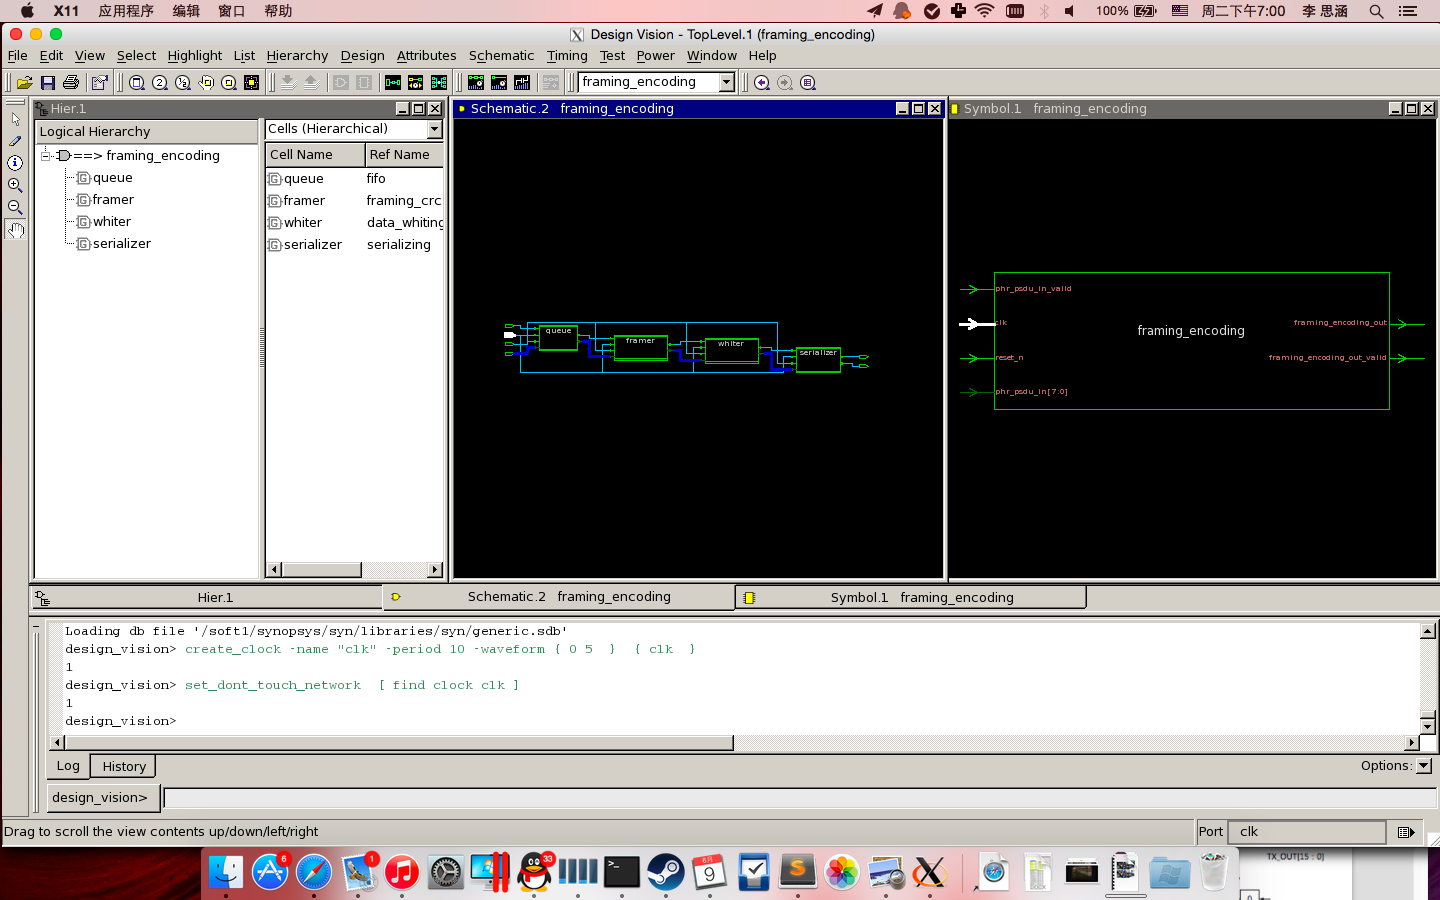 X11 应用程序 编辑 窗口 帮助 100% 周二下午7:00 李 思涵
Design Vision - TopLevel.1 (framing_encoding)
File Edit View Select Highlight List Hierarchy Design Attributes Schematic Timing Test Power Window Help
framing_encoding
Hier.1
Logical Hierarchy
==> framing_encoding
queue
framer
whiter
serializer
Cells (Hierarchical)
Cell Name Ref Name
queue fifo
framer framing_crc
whiter data_whiting
serializer serializing
Schematic.2 framing_encoding
queue
framer
whiter
serializer
Symbol.1 framing_encoding
phr_psdu_in_valid
clk
reset_n
phr_psdu_in[7:0]
framing_encoding
framing_encoding_out
framing_encoding_out_valid
Hier.1
Schematic.2 framing_encoding
Symbol.1 framing_encoding
Loading db file '/soft1/synopsys/syn/libraries/syn/generic.sdb'
design_vision> create_clock -name "clk" -period 10 -waveform { 0 5 } { clk }
1
design_vision> set_dont_touch_network [ find clock clk ]
1
design_vision>
Log History
Options:
design_vision>
Drag to scroll the view contents up/down/left/right
Port clk
6
1
33
6月
9
TX_OUT[15 : 0]